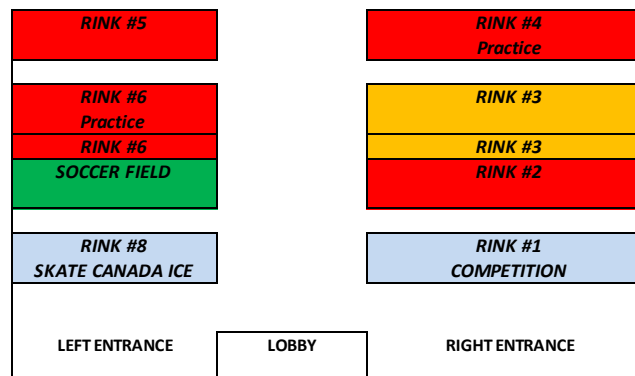 RINK #5
RINK #4
Practice
RINK #6
Practice
RINK #3
RINK #6
RINK #3
SOCCER FIELD
RINK #2
RINK #8
SKATE CANADA ICE
RINK #1
COMPETITION
LEFT ENTRANCE
LOBBY
RIGHT ENTRANCE